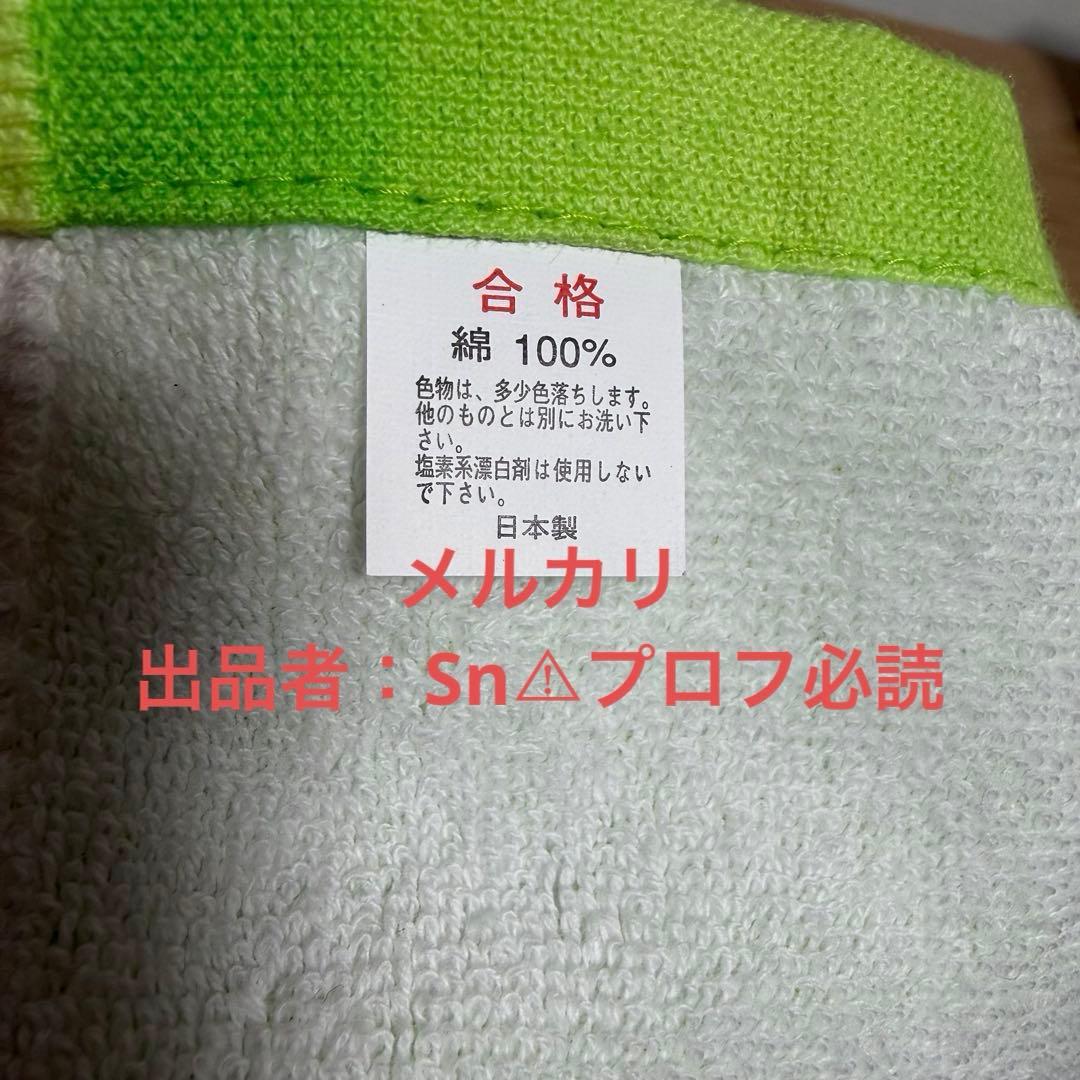 合格
綿 100%
色物は、多少色落ちします。
他のものとは別にお洗い下
さい。
塩素系漂白剤は使用しない
で下さい。
日本製
メルカリ
出品者：Sn⚠プロフ必読